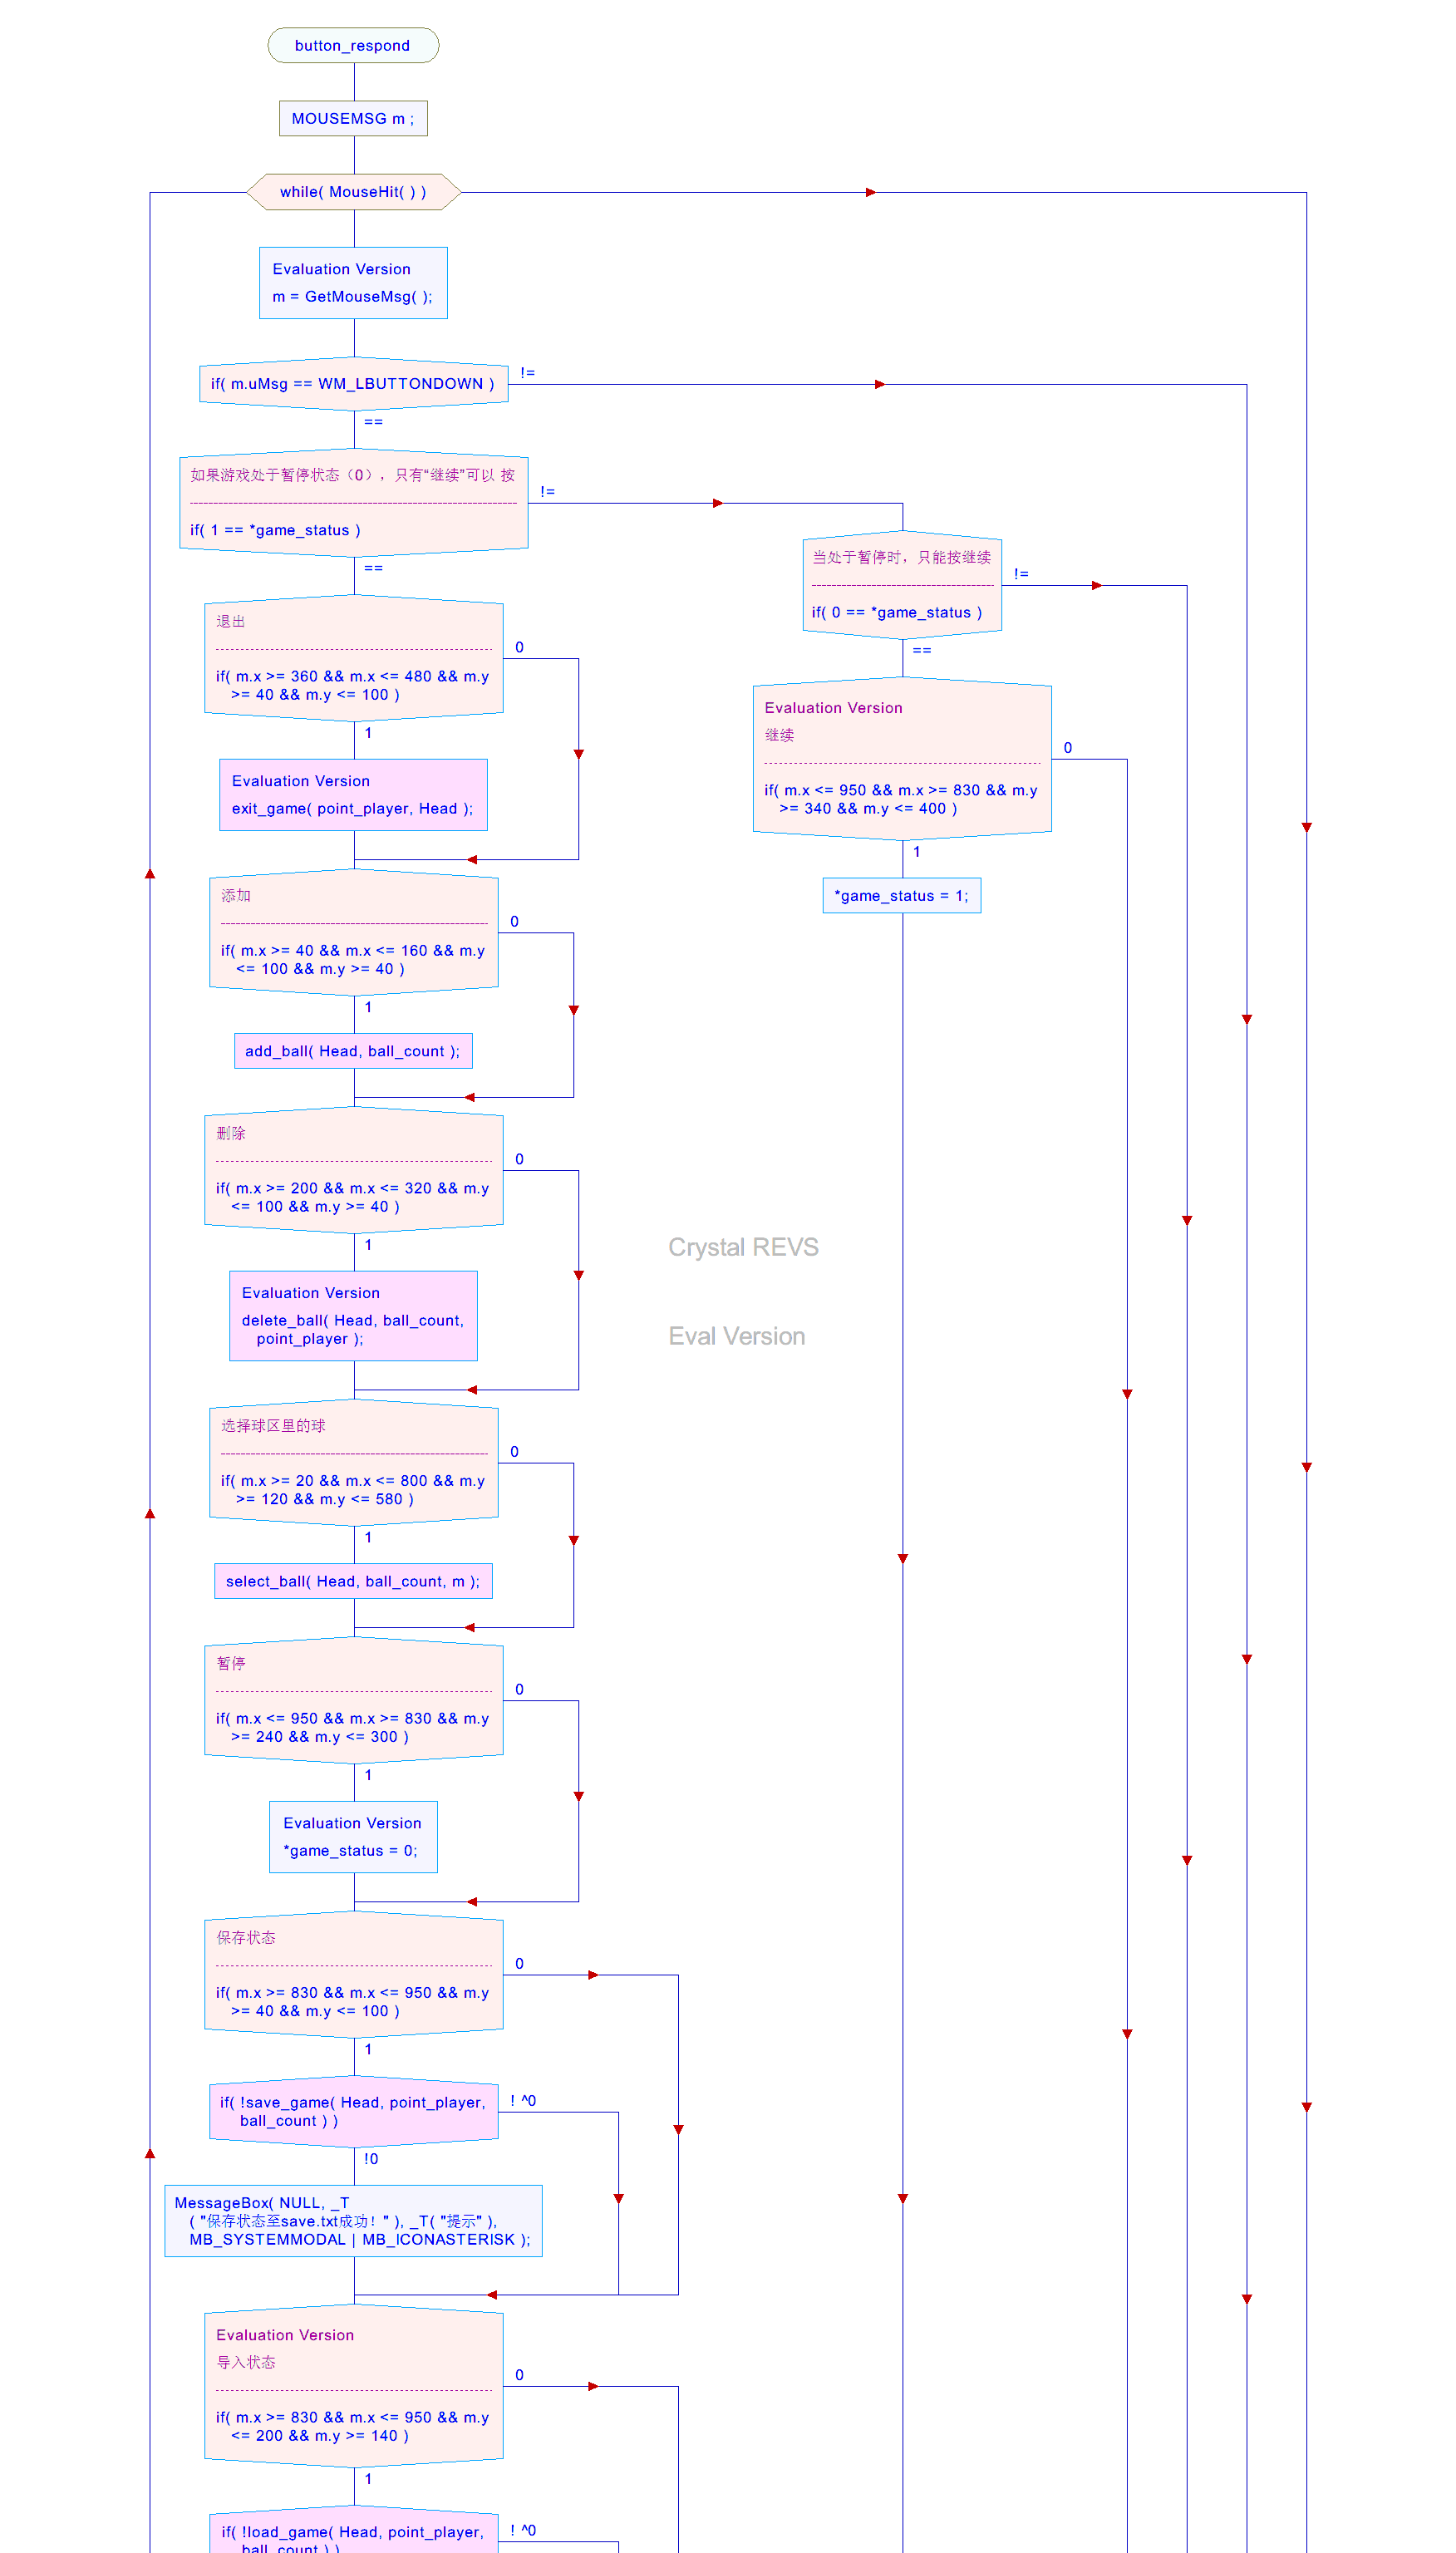 button_respond
MOUSEMSG m ;
while( MouseHit( ) )
Evaluation Version
m = GetMouseMsg( );
if( m.uMsg == WM_LBUTTONDOWN )
!=
==
如果游戏处于暂停状态（0），只有“继续”可以 按
if( 1 == *game_status )
!=
==
当处于暂停时，只能按继续
if( 0 == *game_status )
!=
==
退出
if( m.x >= 360 && m.x <= 480 && m.y
>= 40 && m.y <= 100 )
0
1
Evaluation Version
继续
if( m.x <= 950 && m.x >= 830 && m.y
>= 340 && m.y <= 400 )
0
1
Evaluation Version
exit_game( point_player, Head );
*game_status = 1;
添加
if( m.x >= 40 && m.x <= 160 && m.y
<= 100 && m.y >= 40 )
0
1
add_ball( Head, ball_count );
删除
if( m.x >= 200 && m.x <= 320 && m.y
<= 100 && m.y >= 40 )
0
1
Crystal REVS
Eval Version
Evaluation Version
delete_ball( Head, ball_count,
point_player );
选择球区里的球
if( m.x >= 20 && m.x <= 800 && m.y
>= 120 && m.y <= 580 )
0
1
select_ball( Head, ball_count, m );
暂停
if( m.x <= 950 && m.x >= 830 && m.y
>= 240 && m.y <= 300 )
0
1
Evaluation Version
*game_status = 0;
保存状态
if( m.x >= 830 && m.x <= 950 && m.y
>= 40 && m.y <= 100 )
0
1
if( !save_game( Head, point_player,
ball_count ) )
! ^0
!0
MessageBox( NULL, _T
( "保存状态至save.txt成功！" ), _T( "提示" ),
MB_SYSTEMMODAL | MB_ICONASTERISK );
Evaluation Version
导入状态
if( m.x >= 830 && m.x <= 950 && m.y
<= 200 && m.y >= 140 )
0
1
if( !load_game( Head, point_player,
ball_count ) )
! ^0